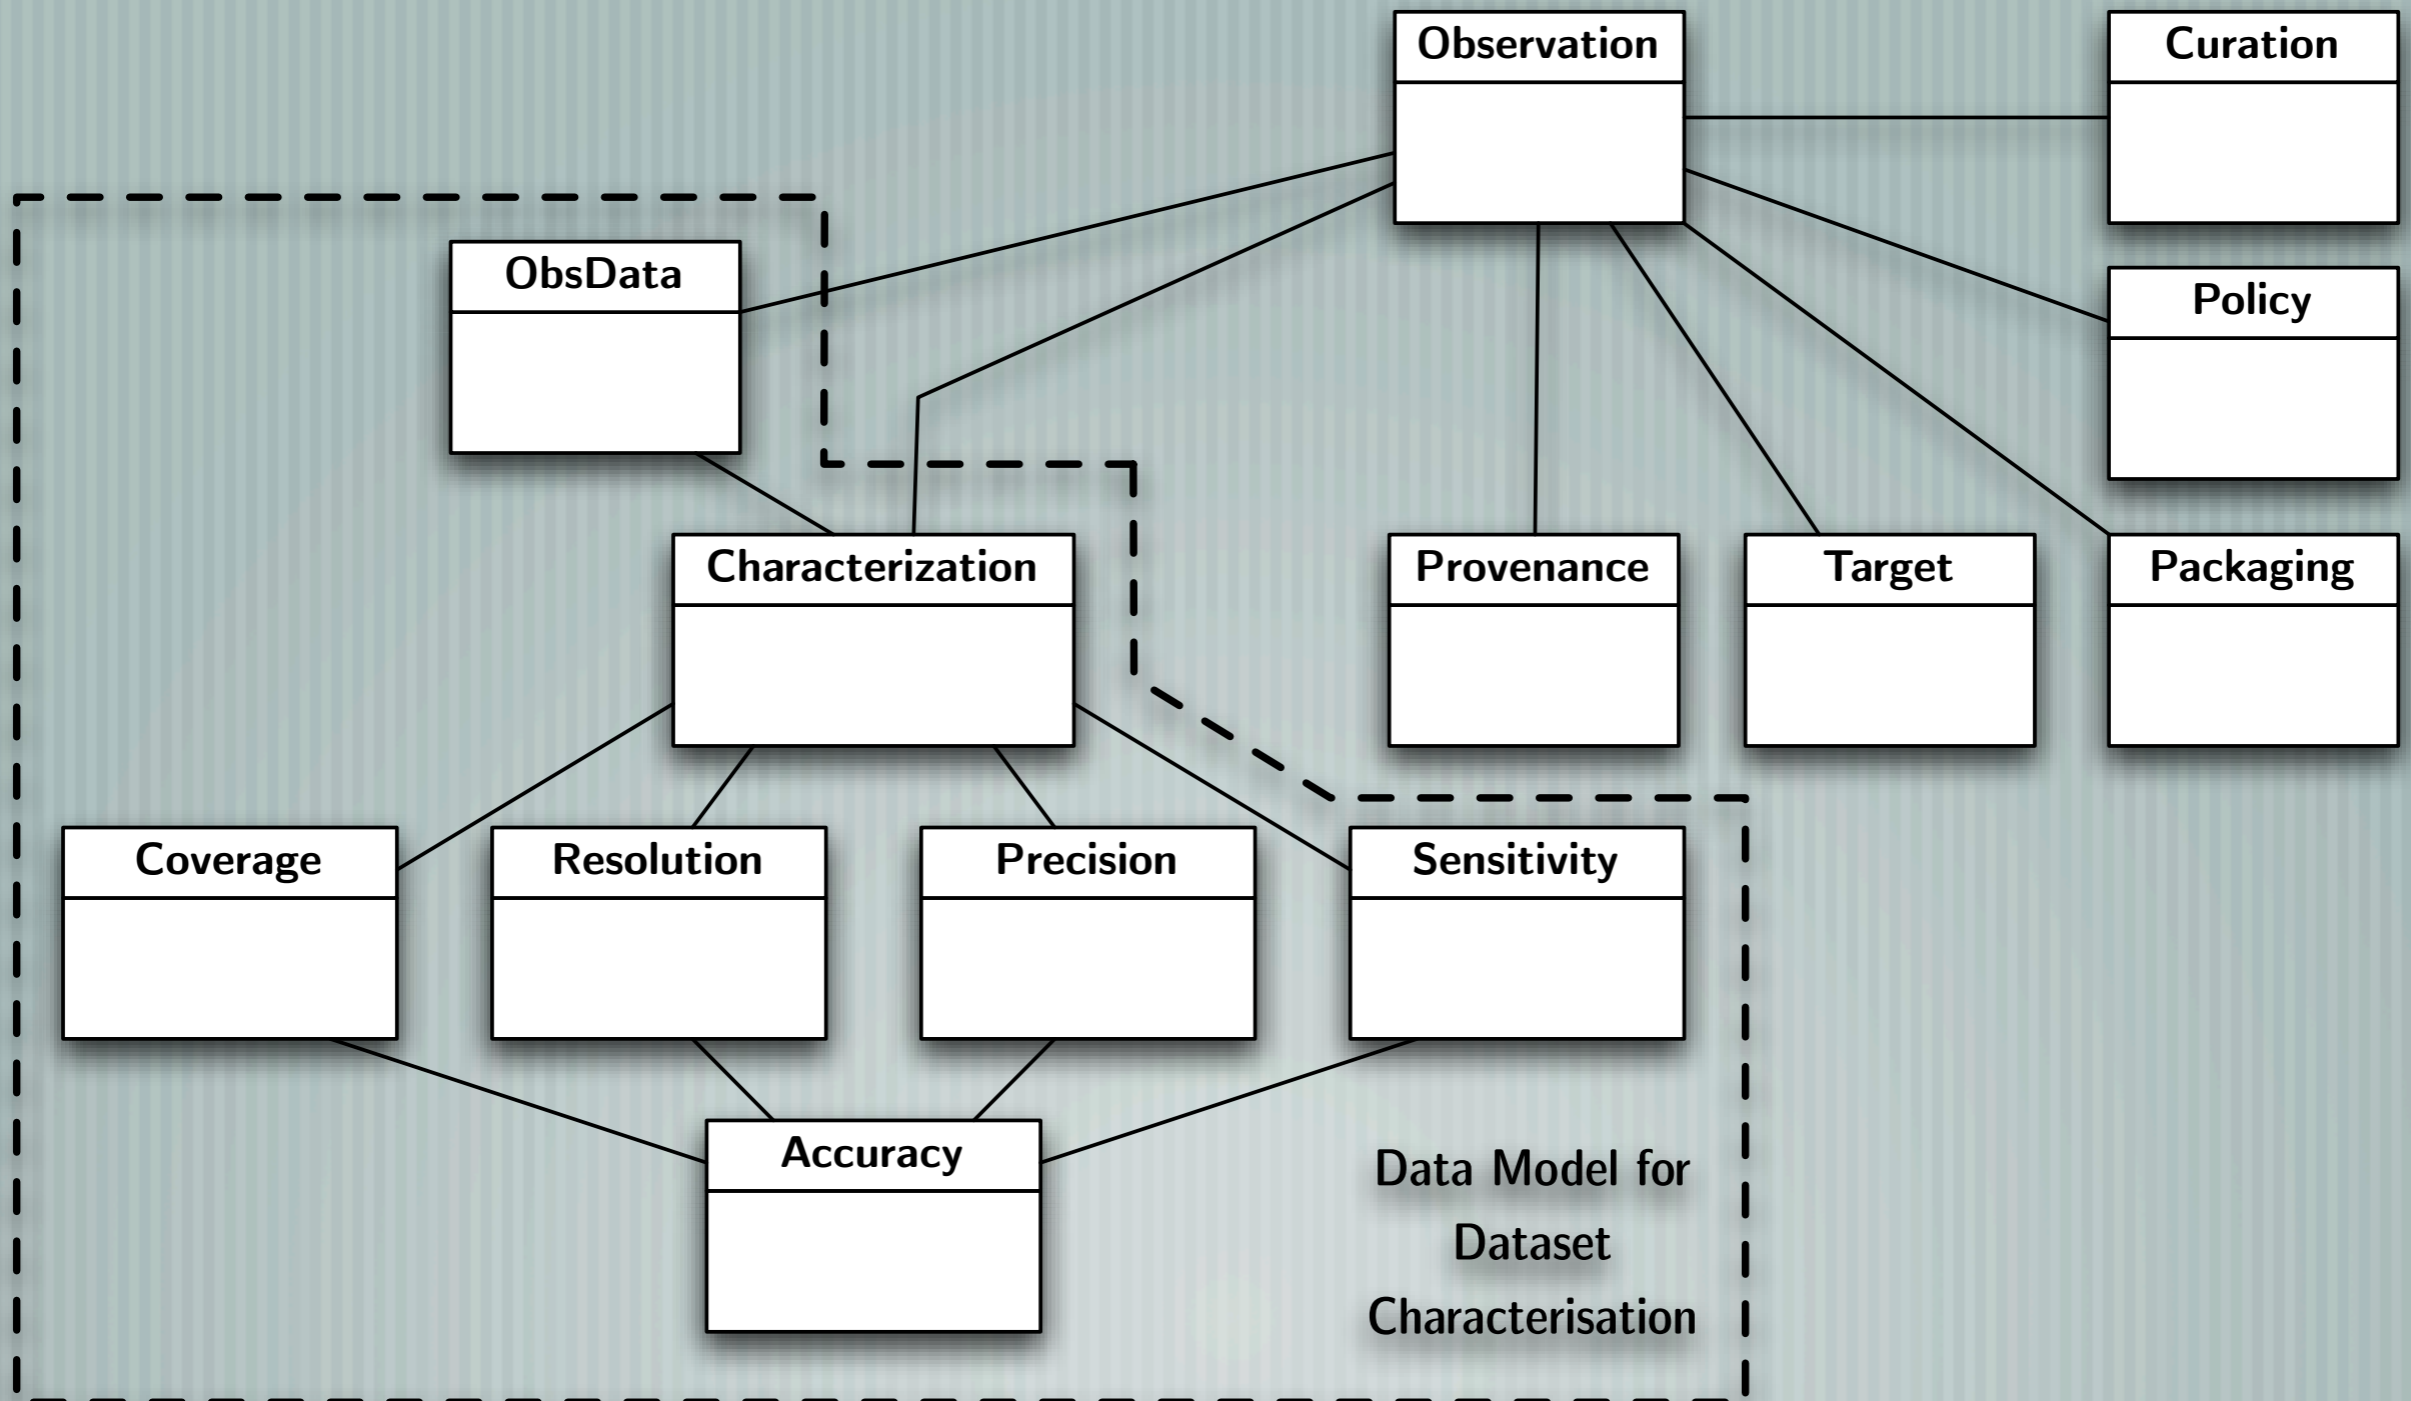 Observation
Curation
ObsData
Policy
Characterization
Provenance
Target
Packaging
Coverage
Resolution
Precision
Sensitivity
Accuracy
Data Model for
Dataset
Characterisation